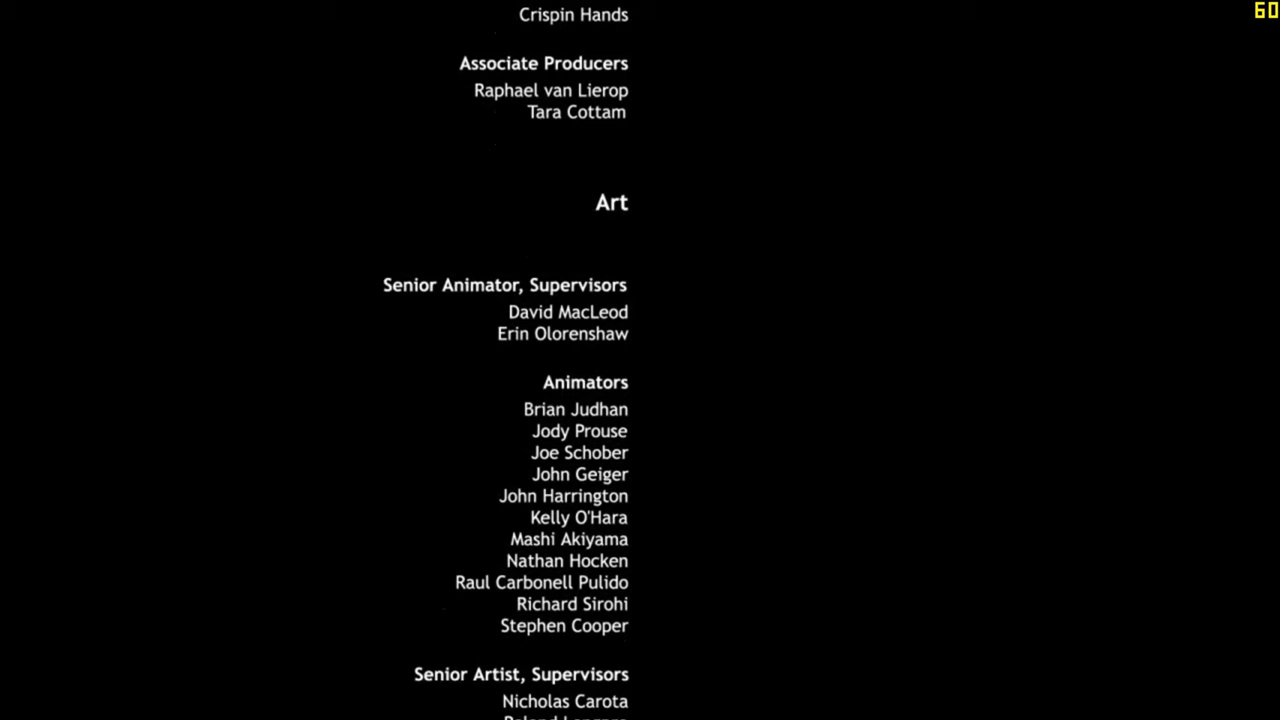 Crispin Hands
60
Associate Producers
Raphael van Lierop
Tara Cottam
Art
Senior Animator, Supervisors
David MacLeod
Erin Olorenshaw
Animators
Brian Judhan
Jody Prouse
Joe Schober
John Geiger
John Harrington
Kelly O'Hara
Mashi Akiyama
Nathan Hocken
Raul Carbonell Pulido
Richard Sirohi
Stephen Cooper
Senior Artist, Supervisors
Nicholas Carota